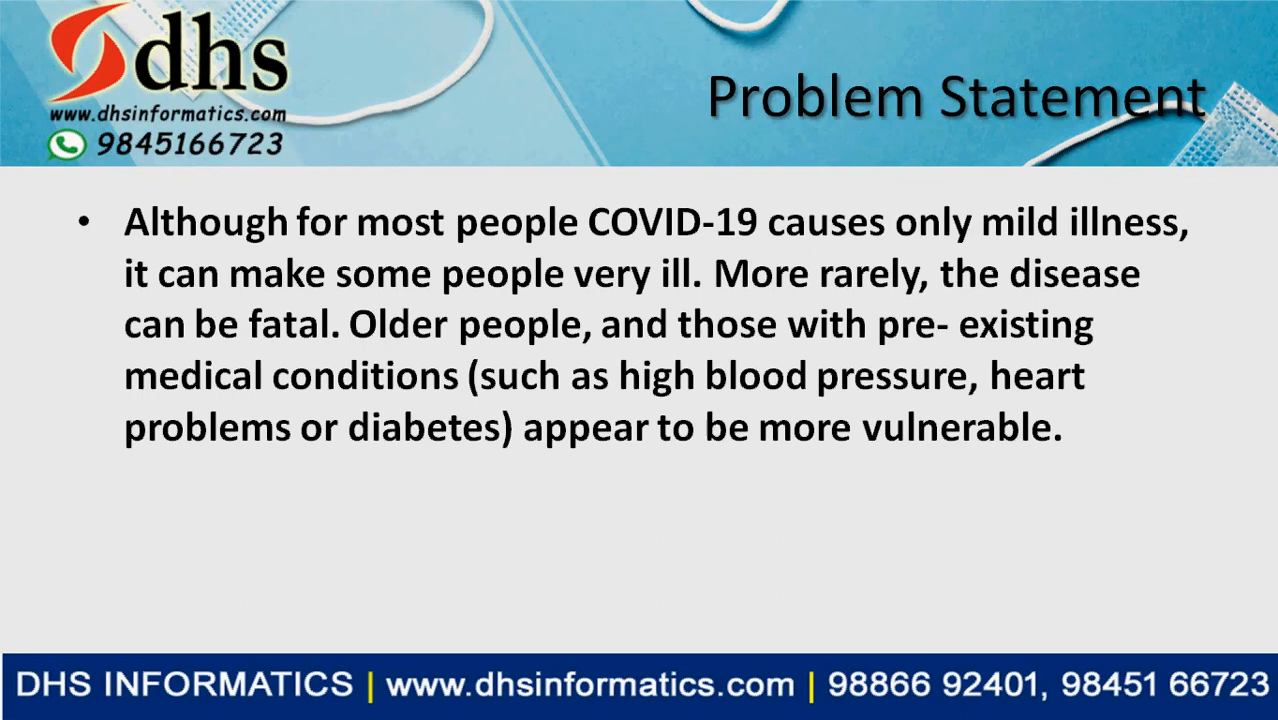 dhs
www.dhsinformatics.com
9845166723
Problem Statement
• Although for most people COVID-19 causes only mild illness,
it can make some people very ill. More rarely, the disease
can be fatal. Older people, and those with pre- existing
medical conditions (such as high blood pressure, heart
problems or diabetes) appear to be more vulnerable.
DHS INFORMATICS | www.dhsinformatics.com | 98866 92401, 98451 66723